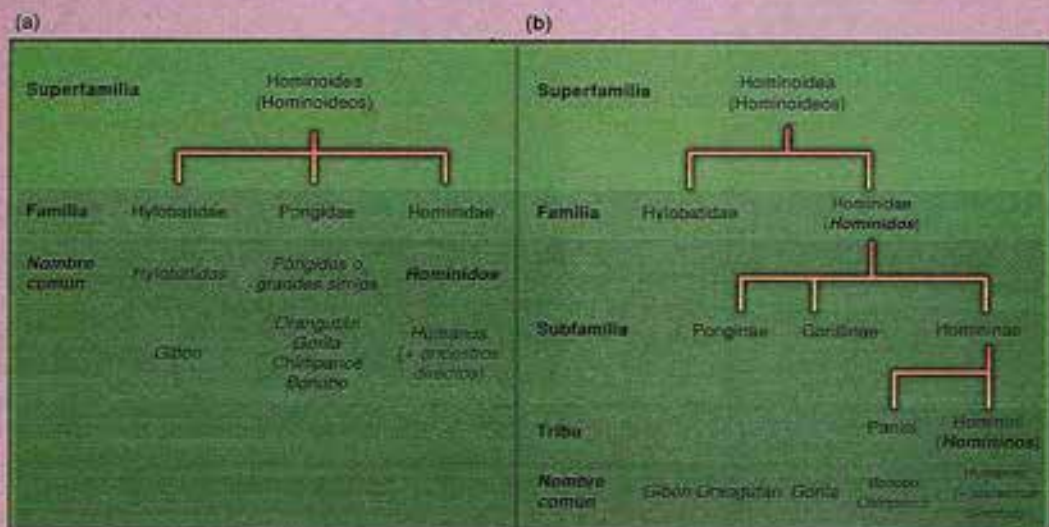 (a)
Superfamilia
Hominoidea
(Hominoideos)
Familia
Hylobatidae
Pongidae
Hominidae
Nombre
común
Hylobátidos
Póngidos o
grandes simios
Hominidos
Gibón
Orangután
Gorila
Chimpancé
Bonobo
Humanos
(+ ancestros
directos)
(b)
Superfamilia
Hominoidea
(Hominoideos)
Familia
Hylobatidae
Hominidae
(Hominidos)
Subfamilia
Ponginae
Gorillinae
Homininae
Tribu
Panini
Hominini
(Homininos)
Nombre
común
Gibón
Orangután
Gorila
Bonobo
Chimpancé
Humanos